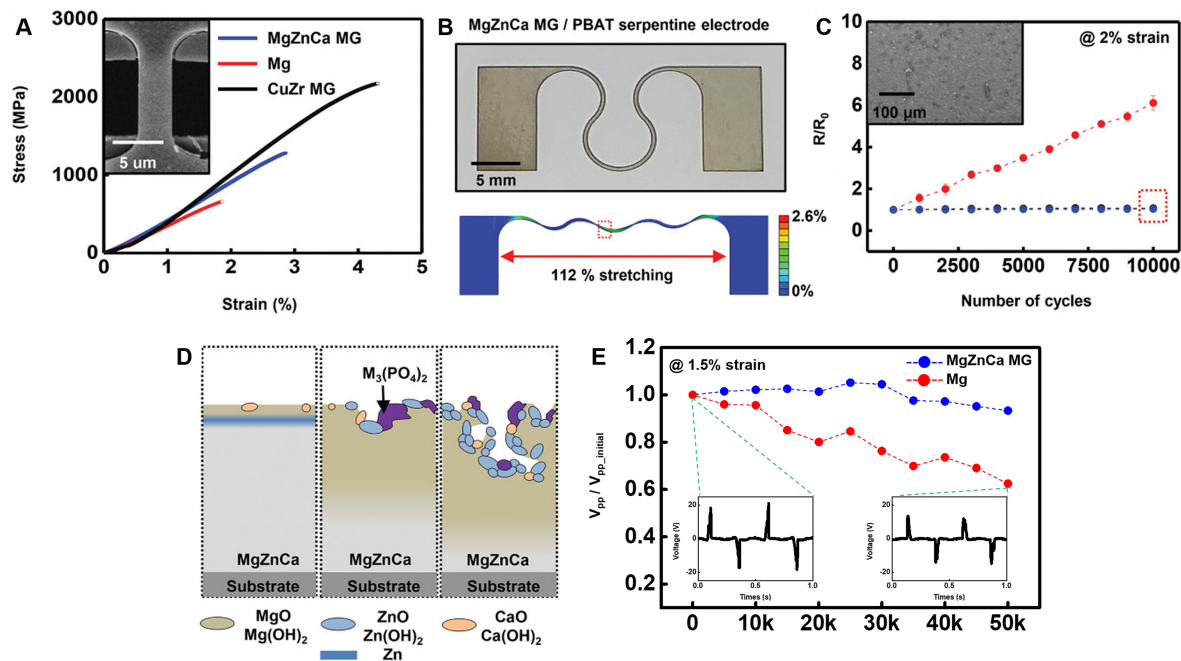 A
3000
2000
1000
0
Stress (MPa)
5 um
MgZnCa MG
Mg
CuZr MG
0
1
2
3
4
5
Strain (%)
B
MgZnCa MG / PBAT serpentine electrode
5 mm
112 % stretching
2.6%
0%
C
10
8
6
4
2
0
R/R0
100 µm
@ 2% strain
0
2500
5000
7500
10000
Number of cycles
D
M3(PO4)2
MgZnCa
MgZnCa
MgZnCa
Substrate
Substrate
Substrate
MgO
Mg(OH)2
ZnO
Zn(OH)2
CaO
Ca(OH)2
Zn
E
1.2
1.0
0.8
0.6
0.4
0.2
Vpp / Vpp_initial
@ 1.5% strain
MgZnCa MG
Mg
20
0
-20
Voltage (V)
0.0
0.5
1.0
Times (s)
20
0
-20
Voltage (V)
0.0
0.5
1.0
Times (s)
0
10k
20k
30k
40k
50k